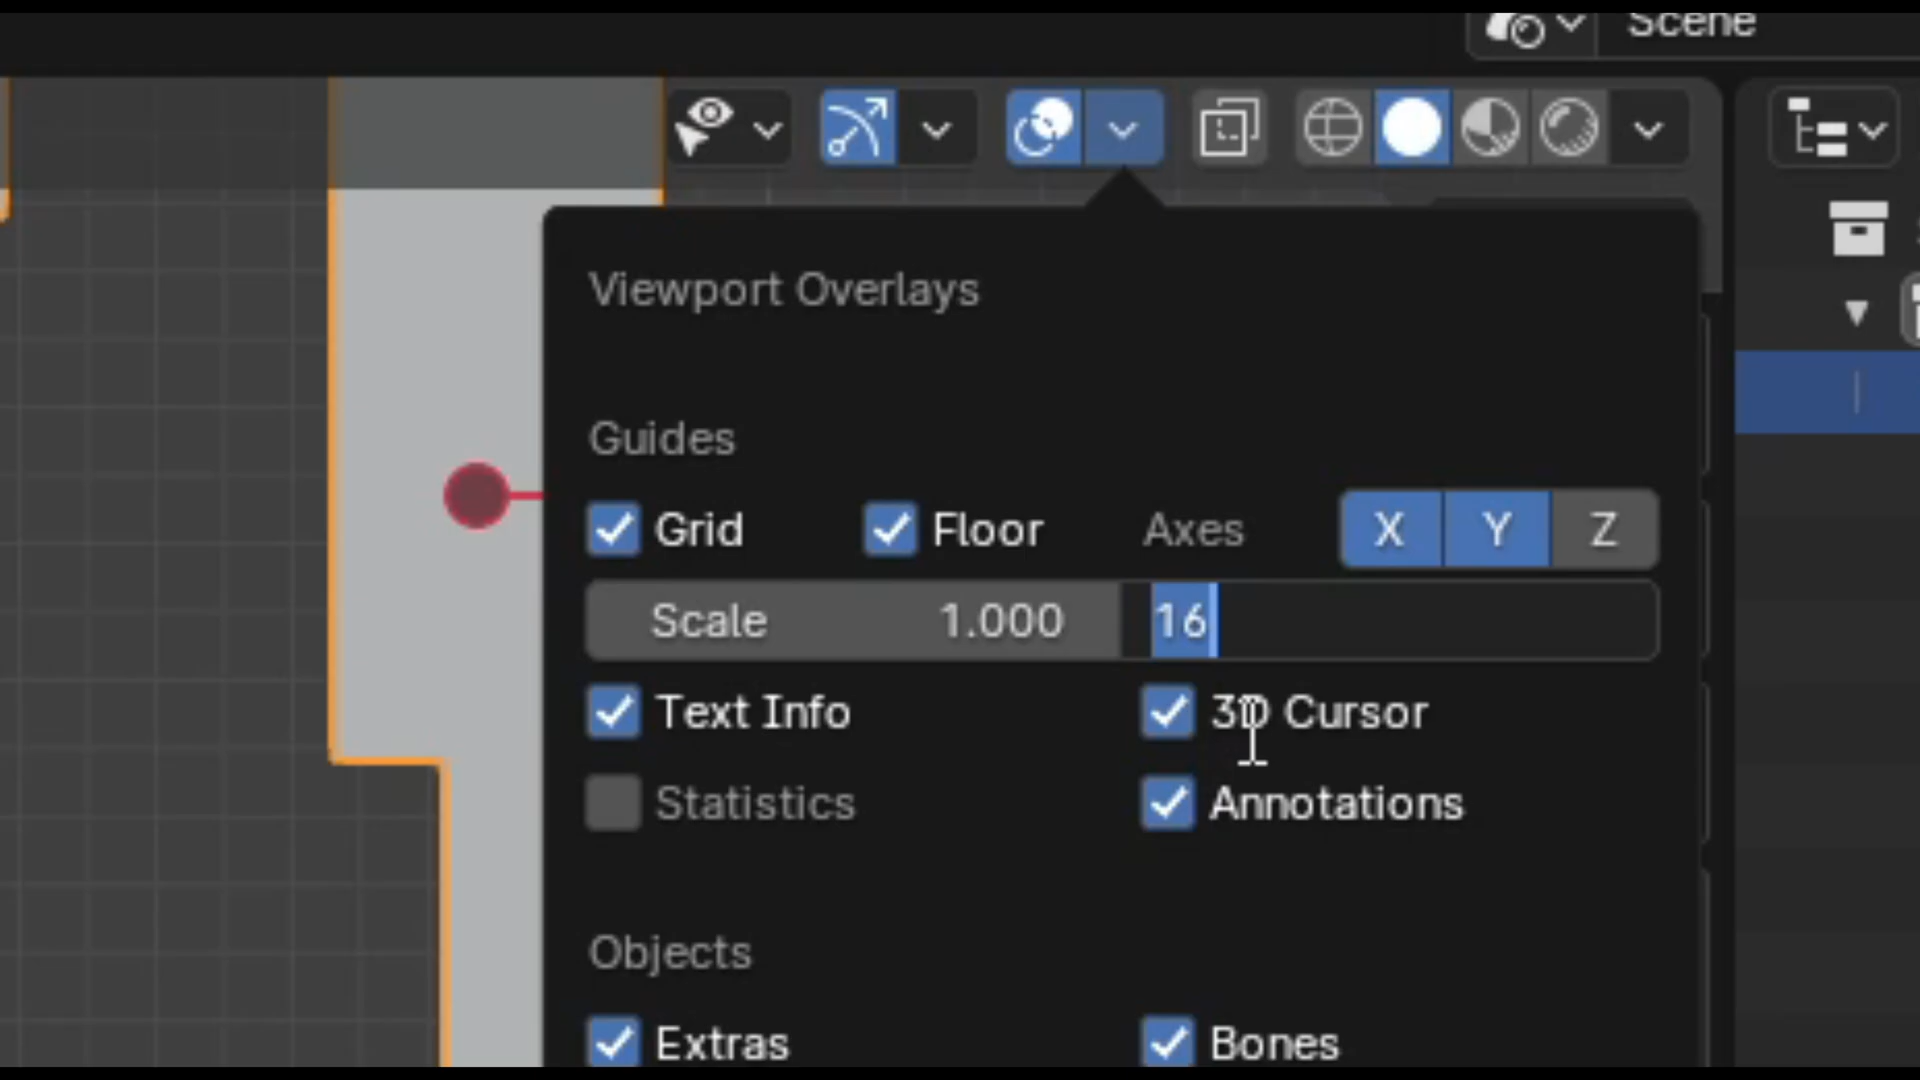 Scene
Viewport Overlays
Guides
Grid Floor Axes X Y Z
Scale 1.000 16
Text Info 3D Cursor
Statistics Annotations
Objects
Extras Bones